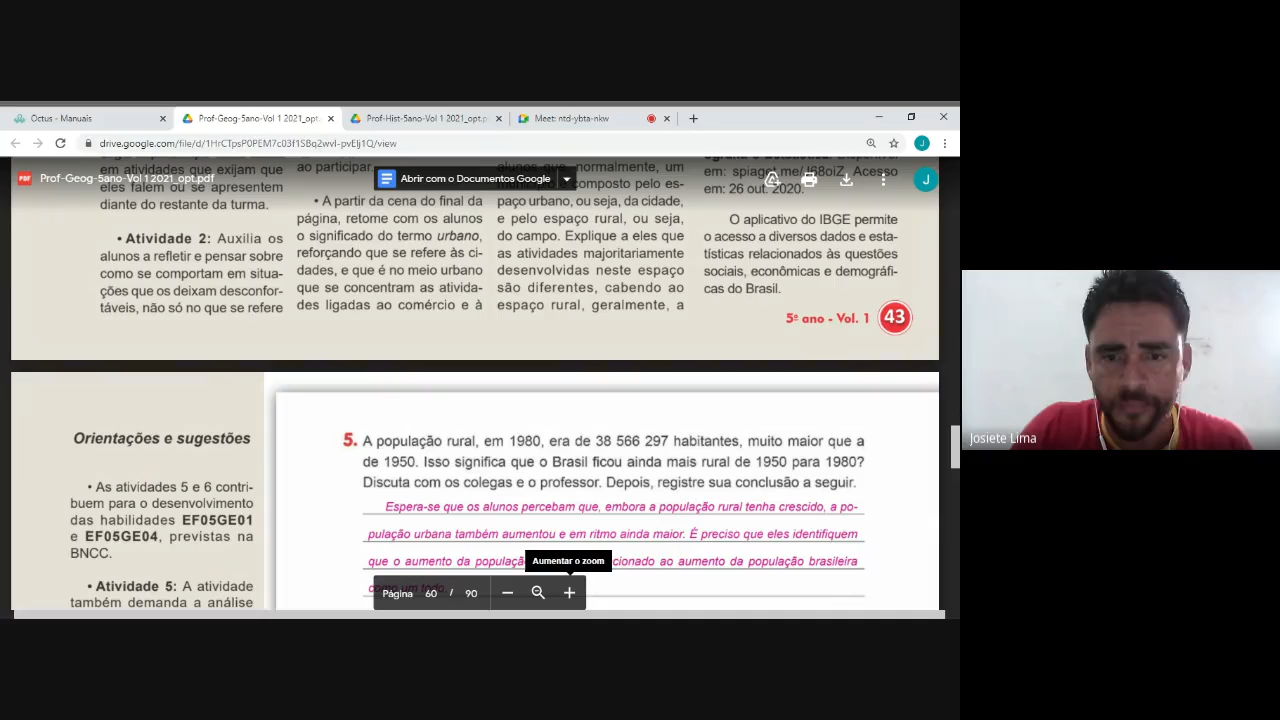 Octus - Manuais
Prof-Geog-5ano-Vol 1 2021_opt.
Prof-Hist-5ano-Vol 1 2021_opt.p
Meet: ntd-ybta-nkw
drive.google.com/file/d/1HrCTpsP0PEM7c03f1SBq2wvI-pvElj1Q/view
J
PDF
Prof-Geog-5ano-Vol 1 2021_opt.pdf
Abrir com o Documentos Google
J
em atividades que exijam que
eles falem ou se apresentem
diante do restante da turma.
• Atividade 2: Auxilia os
alunos a refletir e pensar sobre
como se comportam em situa-
ções que os deixam desconfor-
táveis, não só no que se refere
ao participar.
• A partir da cena do final da
página, retome com os alunos
o significado do termo urbano,
reforçando que se refere às ci-
dades, e que é no meio urbano
que se concentram as ativida-
des ligadas ao comércio e à
alunos que, normalmente, um
composto pelo es-
paço urbano, ou seja, da cidade,
e pelo espaço rural, ou seja,
do campo. Explique a eles que
as atividades majoritariamente
desenvolvidas neste espaço
são diferentes, cabendo ao
espaço rural, geralmente, a
em: Acesso
em: 26 out. 2020.
O aplicativo do IBGE permite
o acesso a diversos dados e esta-
tísticas relacionados às questões
sociais, econômicas e demográfi-
cas do Brasil.
5º ano - Vol. 1 43
Orientações e sugestões
• As atividades 5 e 6 contri-
buem para o desenvolvimento
das habilidades EF05GE01
e EF05GE04, previstas na
BNCC.
• Atividade 5: A atividade
também demanda a análise
5. A população rural, em 1980, era de 38 566 297 habitantes, muito maior que a
de 1950. Isso significa que o Brasil ficou ainda mais rural de 1950 para 1980?
Discuta com os colegas e o professor. Depois, registre sua conclusão a seguir.
Espera-se que os alunos percebam que, embora a população rural tenha crescido, a po-
pulação urbana também aumentou e em ritmo ainda maior. É preciso que eles identifiquem
que o aumento da população cionado ao aumento da população brasileira
como um todo.
Aumentar o zoom
Página 60 / 90
Josiete Lima